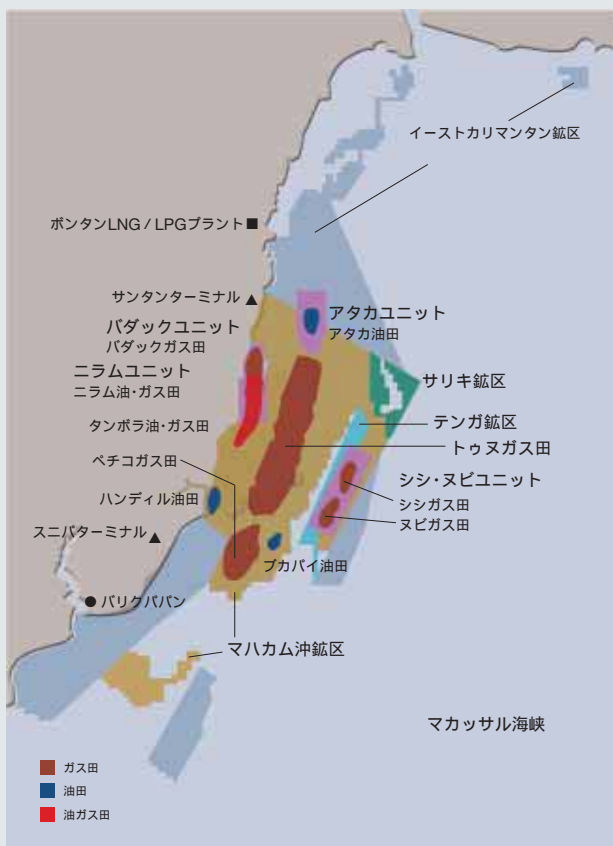 イーストカリマンタン鉱区
ボンタンLNG / LPGプラント
サンタンターミナル
バダックユニット
バダックガス田
アタカユニット
アタカ油田
ニラムユニット
ニラム油・ガス田
サリキ鉱区
タンボラ油・ガス田
テンガ鉱区
トゥヌガス田
ペチコガス田
シシ・ヌビユニット
シシガス田
ヌビガス田
ハンディル油田
スニパターミナル
ブカパイ油田
バリクパパン
マハカム沖鉱区
マカッサル海峡
ガス田
油田
油ガス田